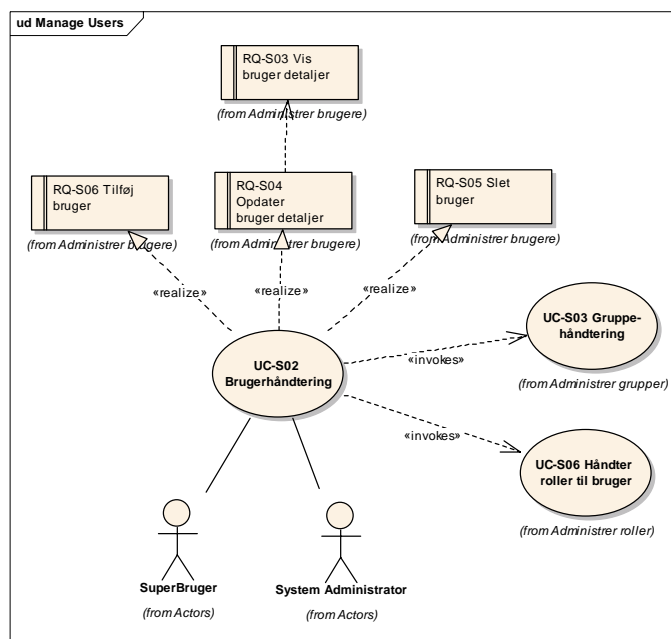 ud Manage Users
RQ-S03 Vis
bruger detaljer
(from Administrer brugere)
RQ-S06 Tilføj
bruger
(from Administrer brugere)
RQ-S04
Opdater
bruger detaljer
(from Administrer brugere)
RQ-S05 Slet
bruger
(from Administrer brugere)
«realize»
«realize»
«realize»
UC-S02
Brugerhåndtering
«invokes»
UC-S03 Gruppe-
håndtering
(from Administrer grupper)
«invokes»
UC-S06 Håndter
roller til bruger
(from Administrer roller)
SuperBruger
(from Actors)
System Administrator
(from Actors)